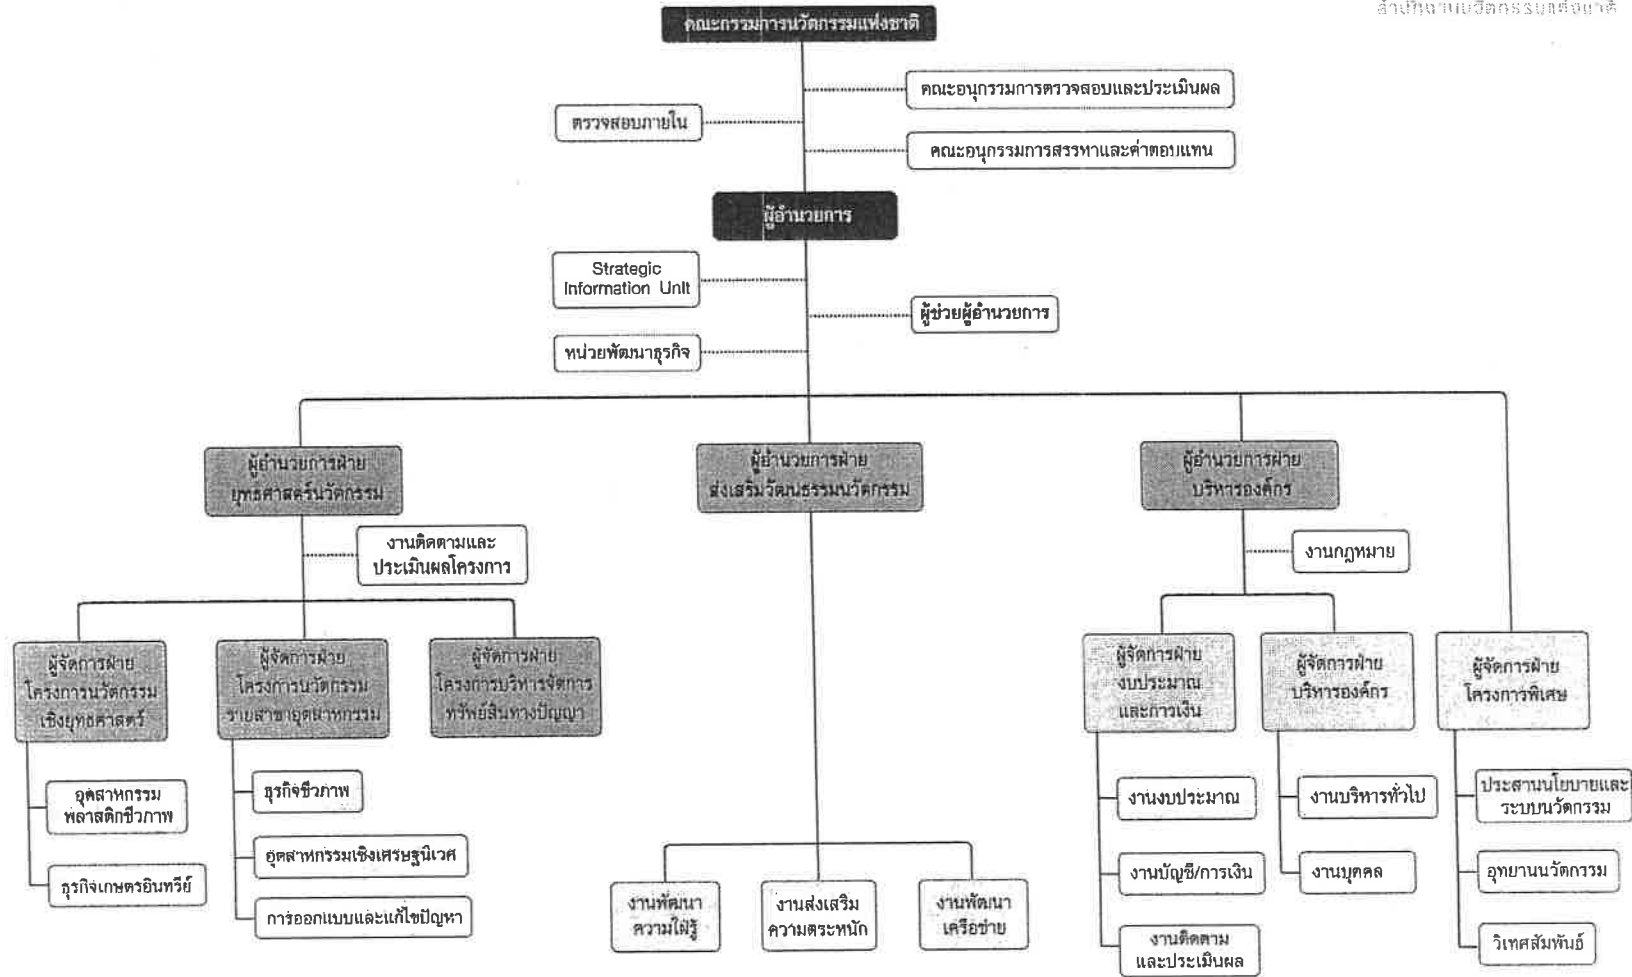 สำนักงานนวัตกรรมแห่งชาติ
คณะกรรมการนวัตกรรมแห่งชาติ
คณะอนุกรรมการตรวจสอบและประเมินผล
ตรวจสอบภายใน
คณะอนุกรรมการสรรหาและค่าตอบแทน
ผู้อำนวยการ
Strategic
Information Unit
ผู้ช่วยผู้อำนวยการ
หน่วยพัฒนาธุรกิจ
ผู้อำนวยการฝ่าย
ยุทธศาสตร์นวัตกรรม
ผู้อำนวยการฝ่าย
ส่งเสริมวัฒนธรรมนวัตกรรม
ผู้อำนวยการฝ่าย
บริหารองค์กร
งานติดตามและ
ประเมินผลโครงการ
งานกฎหมาย
ผู้จัดการฝ่าย
โครงการนวัตกรรม
เชิงยุทธศาสตร์
ผู้จัดการฝ่าย
โครงการนวัตกรรม
รายสาขาอุตสาหกรรม
ผู้จัดการฝ่าย
โครงการบริหารจัดการ
ทรัพย์สินทางปัญญา
ผู้จัดการฝ่าย
งบประมาณ
และการเงิน
ผู้จัดการฝ่าย
บริหารองค์กร
ผู้จัดการฝ่าย
โครงการพิเศษ
อุตสาหกรรม
พลาสติกชีวภาพ
ธุรกิจเกษตรอินทรีย์
ธุรกิจชีวภาพ
อุตสาหกรรมเชิงเศรษฐนิเวศ
การออกแบบและแก้ไขปัญหา
งานพัฒนา
ความใฝ่รู้
งานส่งเสริม
ความตระหนัก
งานพัฒนา
เครือข่าย
งานงบประมาณ
งานบัญชี/การเงิน
งานติดตาม
และประเมินผล
งานบริหารทั่วไป
งานบุคคล
ประสานนโยบายและ
ระบบนวัตกรรม
อุทยานนวัตกรรม
วิเทศสัมพันธ์